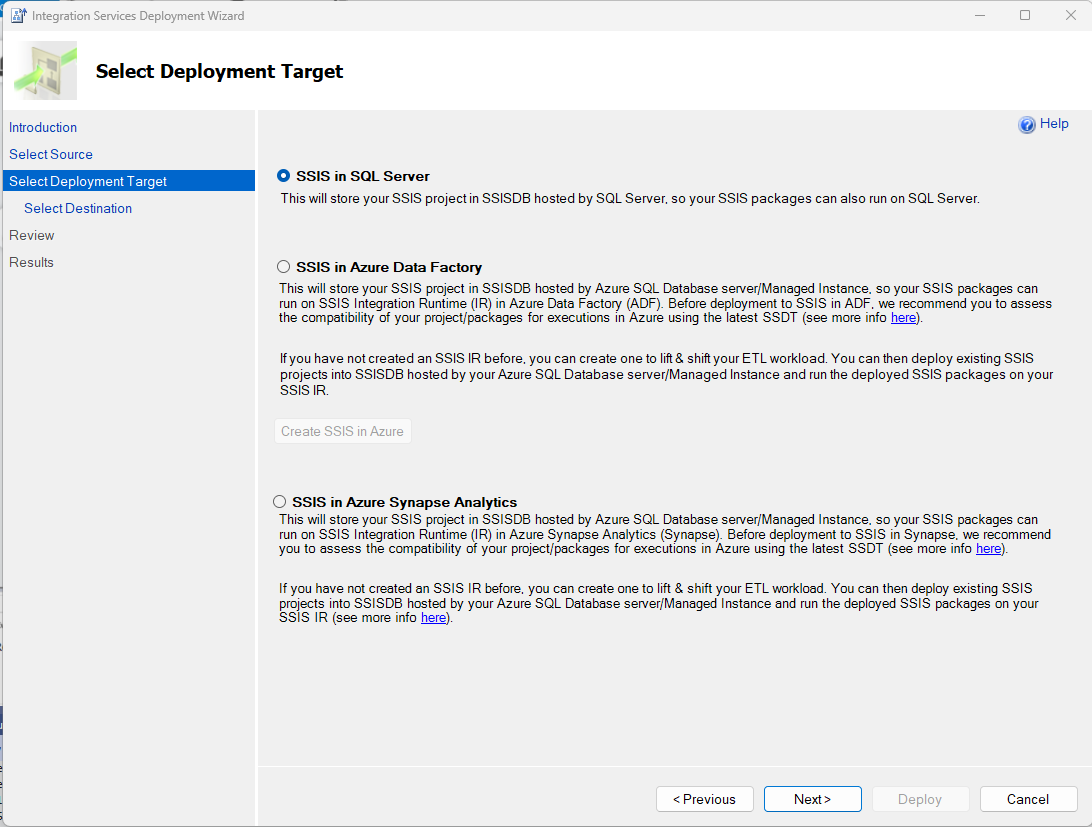 Integration Services Deployment Wizard
Select Deployment Target
Introduction
Select Source
Select Deployment Target
Select Destination
Review
Results
Help
SSIS in SQL Server
This will store your SSIS project in SSISDB hosted by SQL Server, so your SSIS packages can also run on SQL Server.
SSIS in Azure Data Factory
This will store your SSIS project in SSISDB hosted by Azure SQL Database server/Managed Instance, so your SSIS packages can
run on SSIS Integration Runtime (IR) in Azure Data Factory (ADF). Before deployment to SSIS in ADF, we recommend you to assess
the compatibility of your project/packages for executions in Azure using the latest SSDT (see more info here).
If you have not created an SSIS IR before, you can create one to lift & shift your ETL workload. You can then deploy existing SSIS
projects into SSISDB hosted by your Azure SQL Database server/Managed Instance and run the deployed SSIS packages on your
SSIS IR.
Create SSIS in Azure
SSIS in Azure Synapse Analytics
This will store your SSIS project in SSISDB hosted by Azure SQL Database server/Managed Instance, so your SSIS packages can
run on SSIS Integration Runtime (IR) in Azure Synapse Analytics (Synapse). Before deployment to SSIS in Synapse, we recommend
you to assess the compatibility of your project/packages for executions in Azure using the latest SSDT (see more info here).
If you have not created an SSIS IR before, you can create one to lift & shift your ETL workload. You can then deploy existing SSIS
projects into SSISDB hosted by your Azure SQL Database server/Managed Instance and run the deployed SSIS packages on your
SSIS IR (see more info here).
< Previous
Next >
Deploy
Cancel